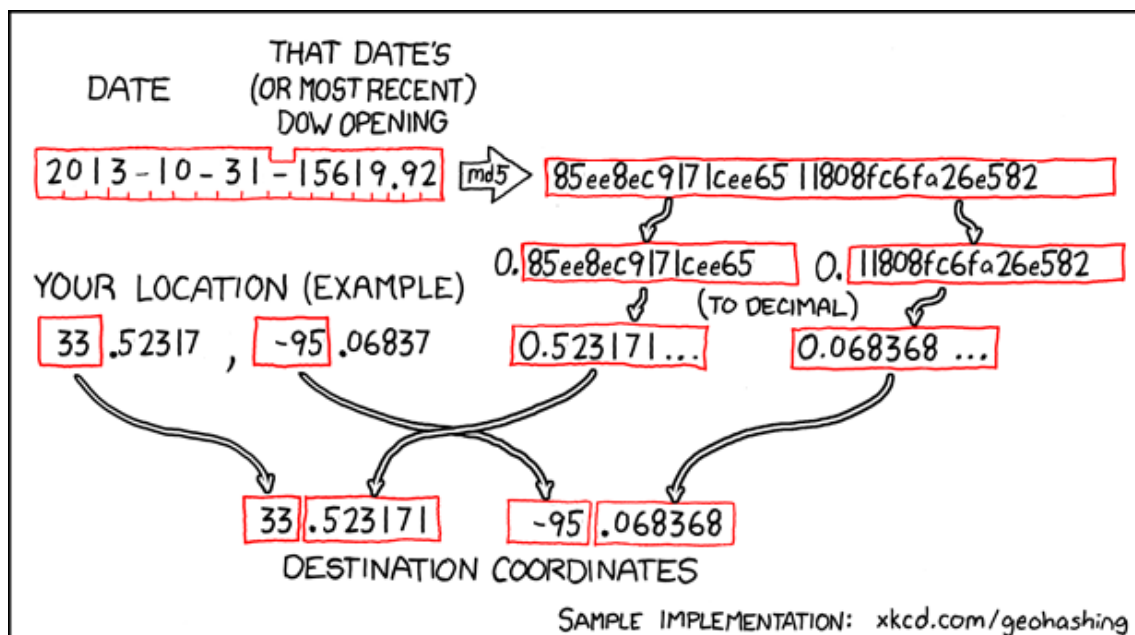 THAT DATE'S
DATE (OR MOST RECENT)
DOW OPENING
2013-10-31-15619.92 md5 85ee8ec9171cee65 11808fc6fa26e582
0.85ee8ec9171cee65 0.11808fc6fa26e582
YOUR LOCATION (EXAMPLE) (TO DECIMAL)
33.52317, -95.06837 0.523171... 0.068368 ...
33.523171 -95.068368
DESTINATION COORDINATES
SAMPLE IMPLEMENTATION: xkcd.com/geohashing